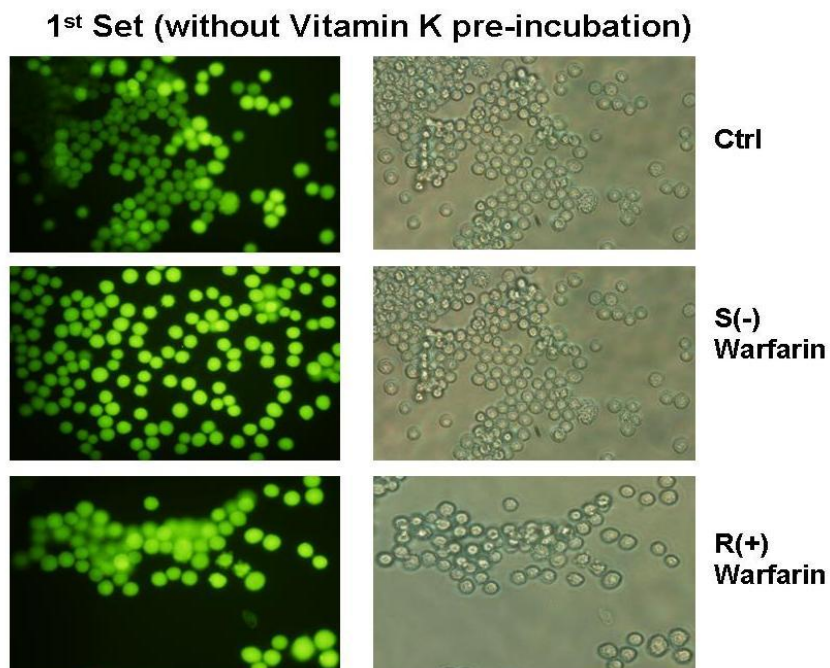 1st Set (without Vitamin K pre-incubation)
Ctrl
S(-)
Warfarin
R(+)
Warfarin